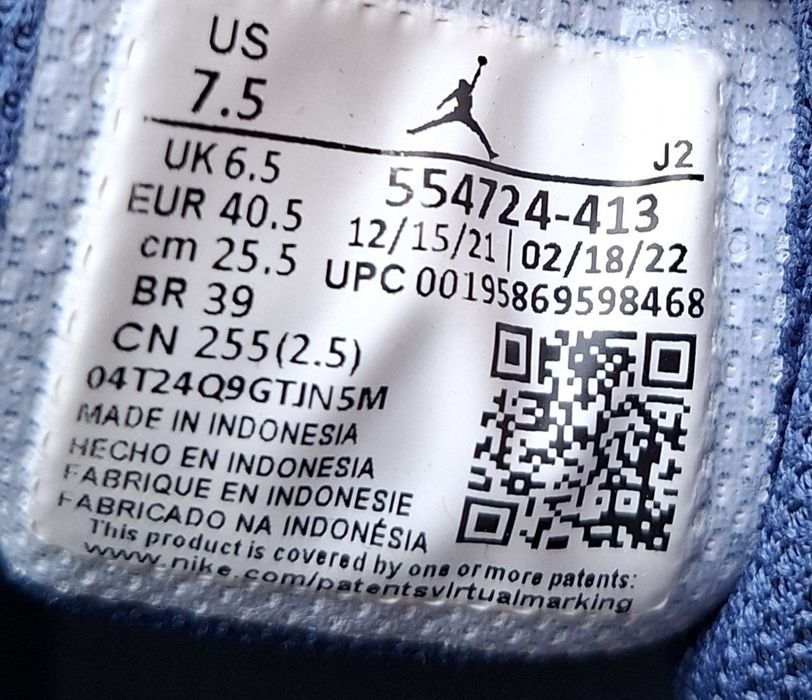 US
7.5
J2
UK 6.5
EUR 40.5
cm 25.5
BR 39
CN 255(2.5)
554724-413
12/15/21 | 02/18/22
UPC 00195869598468
04T24Q9GTJN5M
MADE IN INDONESIA
HECHO EN INDONESIA
FABRIQUE EN INDONESIE
FABRICADO NA INDONÉSIA
This product is covered by one or more patents:
www.nike.com/patentsvirtualmarking